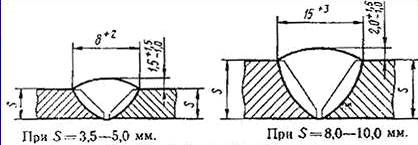 8⁺²
1,5⁺¹,⁵₋₁,₀
S
S
При S=3,5—5,0 мм.
15⁺³
2,0⁺¹,⁵₋₁,₀
S
S
При S=8,0—10,0 мм.